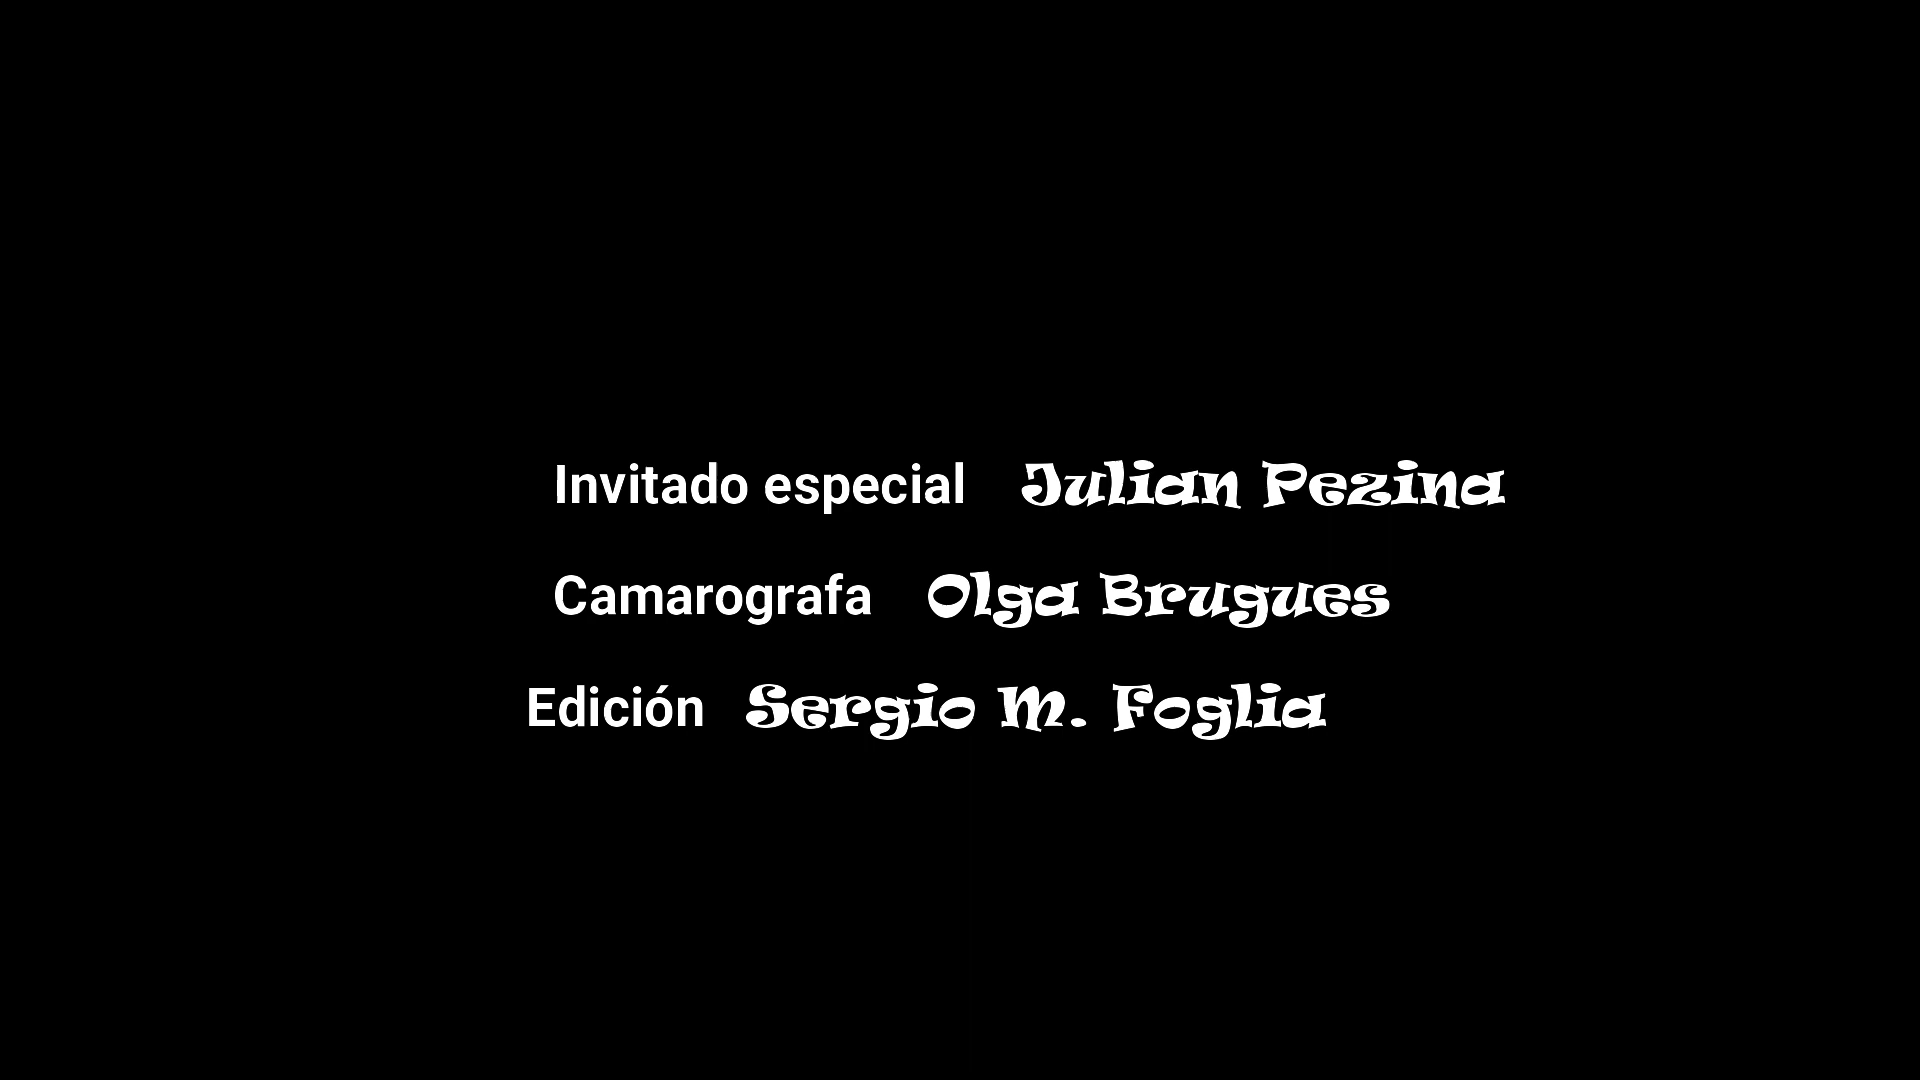 Invitado especial Julian Pezina
Camarografa Olga Brugues
Edición Sergio M. Foglia